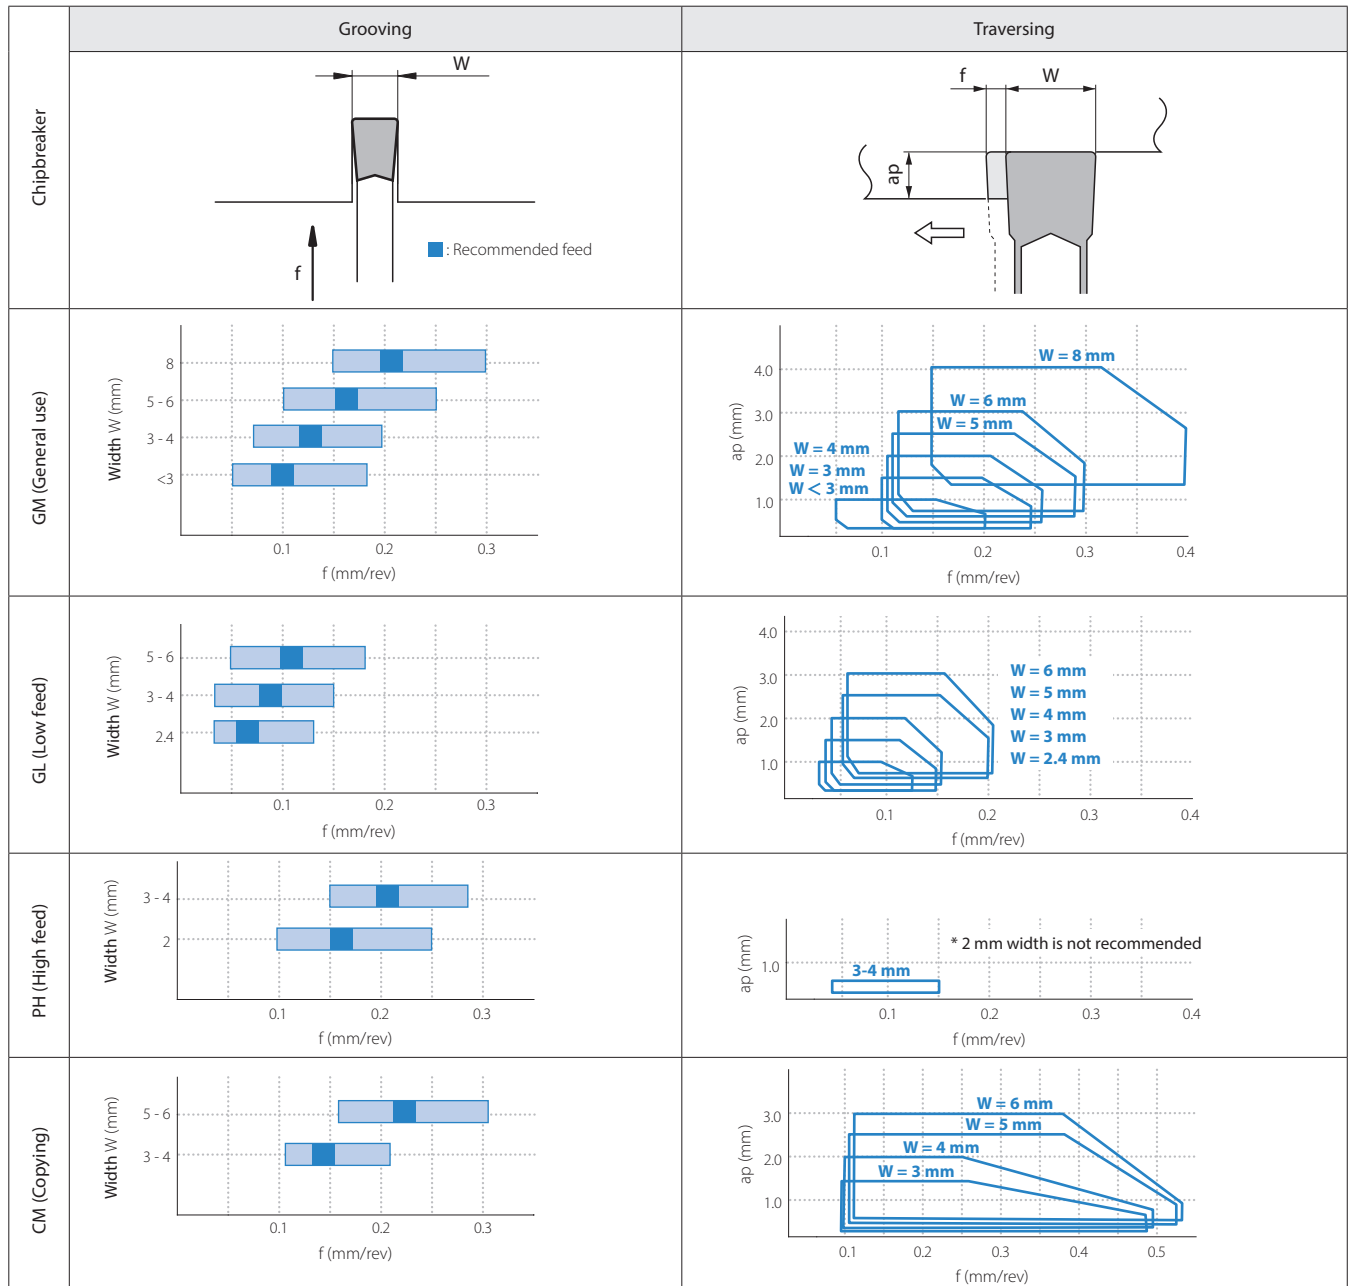 Grooving
Traversing
Chipbreaker
W
f
: Recommended feed
f
W
ap
GM (General use)
Width W (mm)
8
5 - 6
3 - 4
<3
0.1
0.2
0.3
f (mm/rev)
ap (mm)
4.0
3.0
2.0
1.0
W = 8 mm
W = 6 mm
W = 5 mm
W = 4 mm
W = 3 mm
W < 3 mm
0.1
0.2
0.3
0.4
f (mm/rev)
GL (Low feed)
Width W (mm)
5 - 6
3 - 4
2.4
0.1
0.2
0.3
f (mm/rev)
ap (mm)
4.0
3.0
2.0
1.0
W = 6 mm
W = 5 mm
W = 4 mm
W = 3 mm
W = 2.4 mm
0.1
0.2
0.3
0.4
f (mm/rev)
PH (High feed)
Width W (mm)
3 - 4
2
0.1
0.2
0.3
f (mm/rev)
ap (mm)
1.0
* 2 mm width is not recommended
3-4 mm
0.1
0.2
0.3
0.4
f (mm/rev)
CM (Copying)
Width W (mm)
5 - 6
3 - 4
0.1
0.2
0.3
f (mm/rev)
ap (mm)
3.0
2.0
1.0
W = 6 mm
W = 5 mm
W = 4 mm
W = 3 mm
0.1
0.2
0.3
0.4
0.5
f (mm/rev)